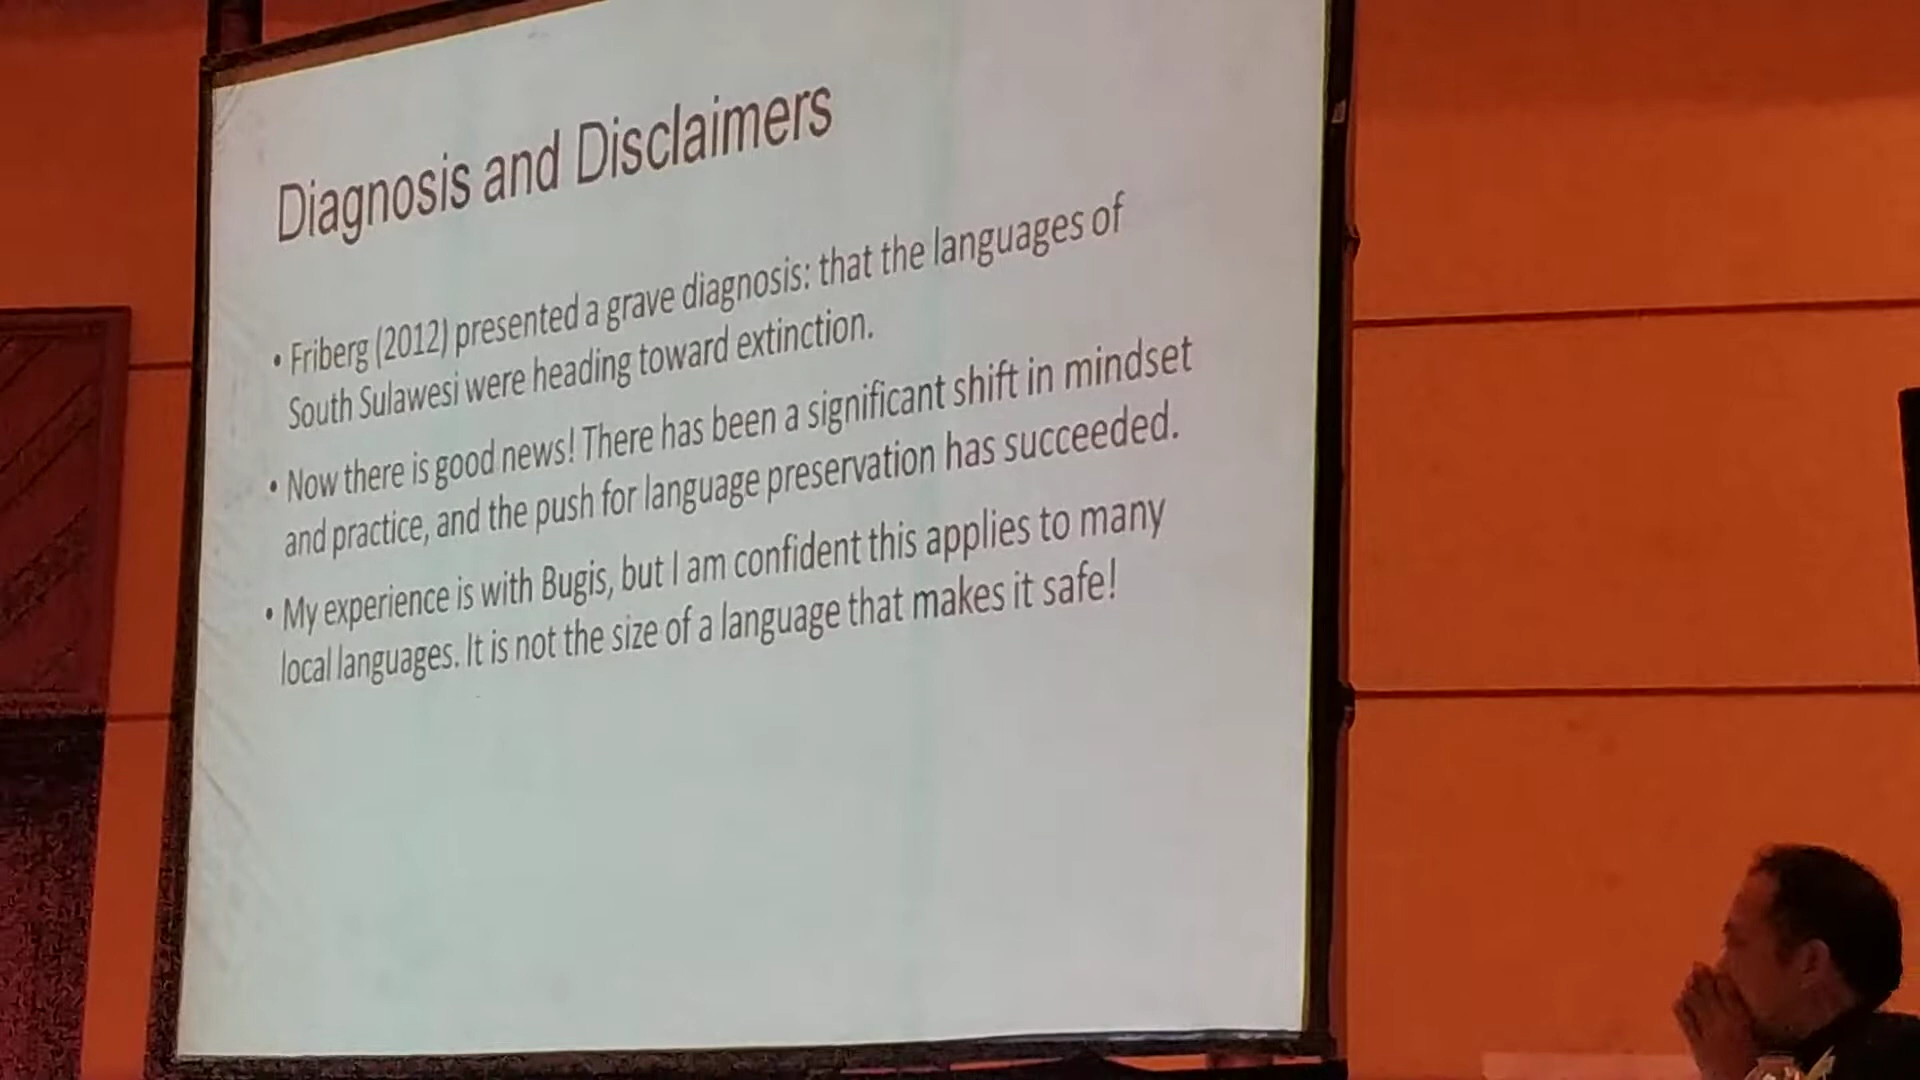 Diagnosis and Disclaimers
• Friberg (2012) presented a grave diagnosis: that the languages of
South Sulawesi were heading toward extinction.
• Now there is good news! There has been a significant shift in mindset
and practice, and the push for language preservation has succeeded.
• My experience is with Bugis, but I am confident this applies to many
local languages. It is not the size of a language that makes it safe!